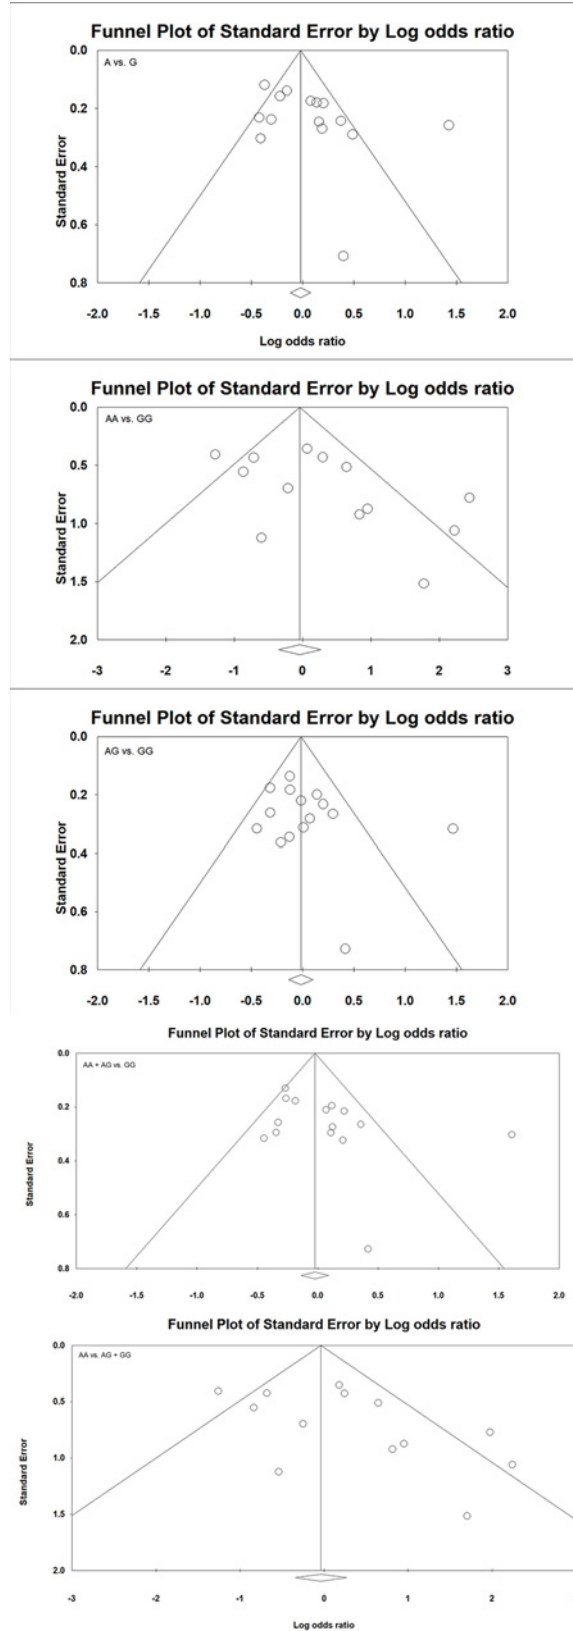 Funnel Plot of Standard Error by Log odds ratio
0.0
A vs. G
0.2
Standard Error
0.4
0.6
0.8
-2.0 -1.5 -1.0 -0.5 0.0 0.5 1.0 1.5 2.0
Log odds ratio
Funnel Plot of Standard Error by Log odds ratio
0.0
AA vs. GG
0.5
Standard Error
1.0
1.5
2.0
-3 -2 -1 0 1 2 3
Funnel Plot of Standard Error by Log odds ratio
0.0
AG vs. GG
0.2
Standard Error
0.4
0.6
0.8
-2.0 -1.5 -1.0 -0.5 0.0 0.5 1.0 1.5 2.0
Funnel Plot of Standard Error by Log odds ratio
0.0
AA + AG vs. GG
0.2
Standard Error
0.4
0.6
0.8
-2.0 -1.5 -1.0 -0.5 0.0 0.5 1.0 1.5 2.0
Funnel Plot of Standard Error by Log odds ratio
0.0
AA vs. AG + GG
0.5
Standard Error
1.0
1.5
2.0
-3 -2 -1 0 1 2
Log odds ratio